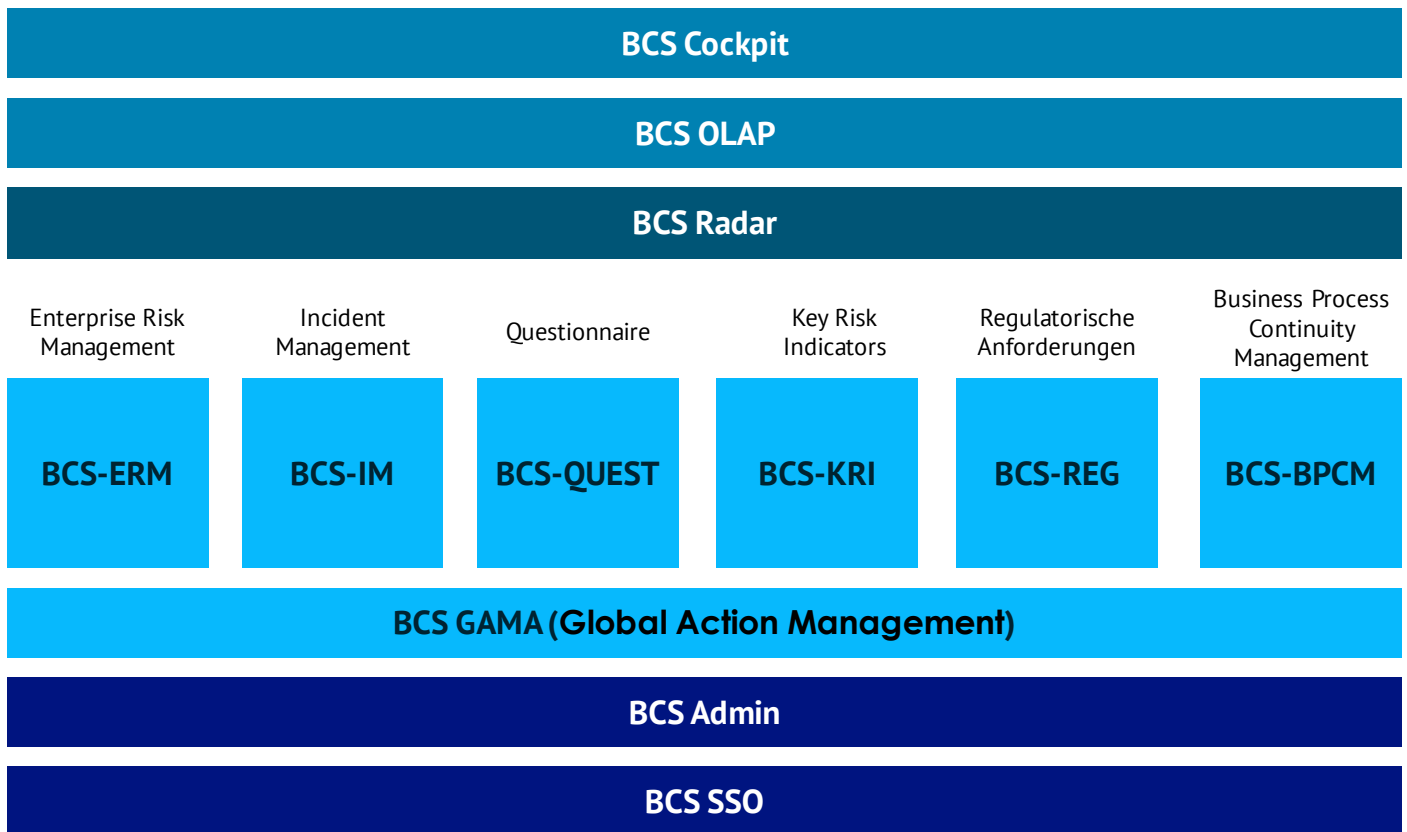 BCS Cockpit
BCS OLAP
BCS Radar
Enterprise Risk
Management
Incident
Management
Questionnaire
Key Risk
Indicators
Regulatorische
Anforderungen
Business Process
Continuity
Management
BCS-ERM
BCS-IM
BCS-QUEST
BCS-KRI
BCS-REG
BCS-BPCM
BCS GAMA (Global Action Management)
BCS Admin
BCS SSO